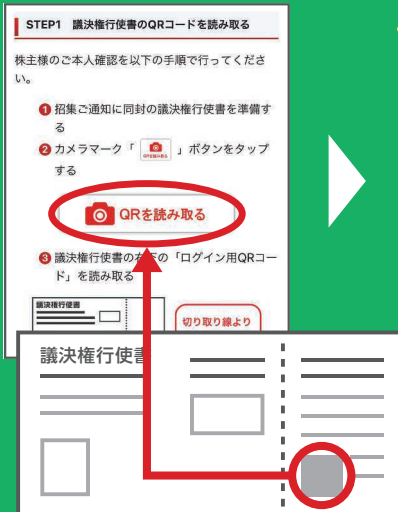 STEP1 議決権行使書のQRコードを読み取る
株主様のご本人確認を以下の手順で行ってくださ
い。
1 招集ご通知に同封の議決権行使書を準備す
る
2 カメラマーク「 QRを読み取る 」ボタンをタップ
する
QRを読み取る
3 議決権行使書の右下の「ログイン用QRコー
ド」を読み取る
議決権行使書
切り取り線より
議決権行使書